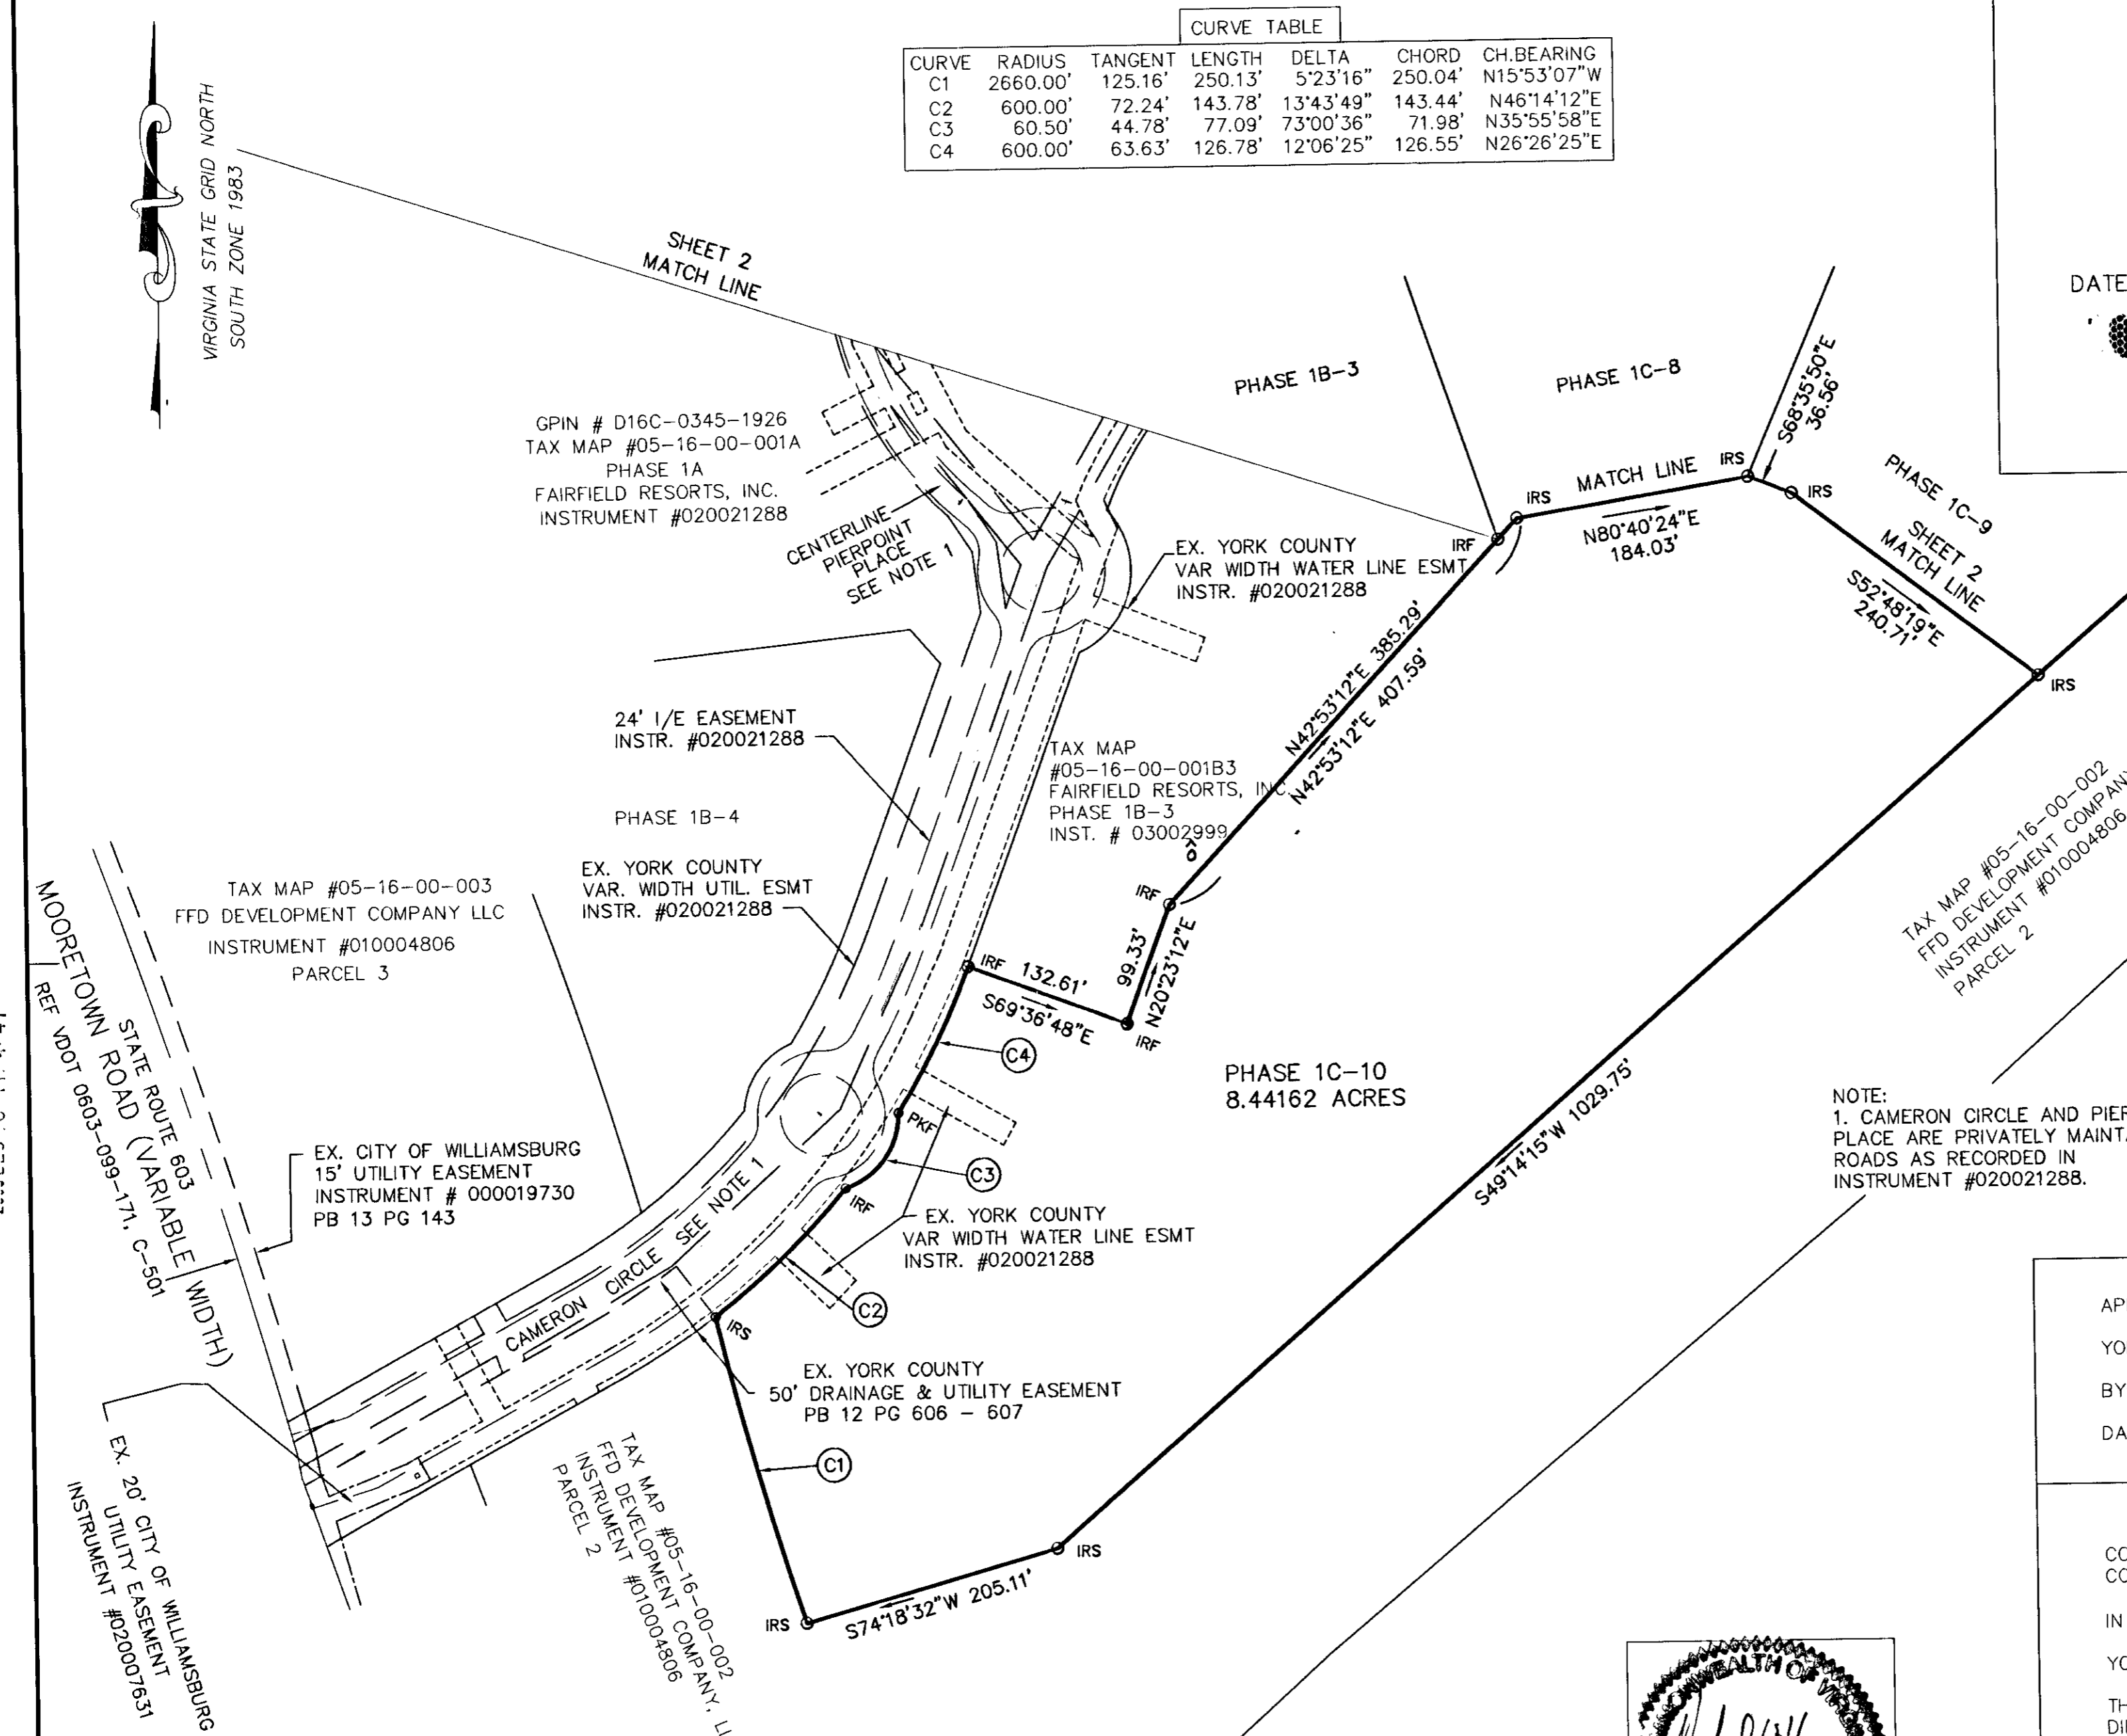 CURVE TABLE
CURVE RADIUS TANGENT LENGTH DELTA CHORD CH.BEARING
C1 2660.00' 125.16' 250.13' 5°23'16" 250.04' N15°53'07"W
C2 600.00' 72.24' 143.78' 13°43'49" 143.44' N46°14'12"E
C3 60.50' 44.78' 77.09' 73°00'36" 71.98' N35°55'58"E
C4 600.00' 63.63' 126.78' 12°06'25" 126.55' N26°26'25"E
VIRGINIA STATE GRID NORTH
SOUTH ZONE 1983
SHEET 2
MATCH LINE
DATE
PHASE 1B-3
PHASE 1C-8
S68°35'50"E
36.56'
GPIN # D16C-0345-1926
TAX MAP #05-16-00-001A
PHASE 1A
FAIRFIELD RESORTS, INC.
INSTRUMENT #020021288
CENTERLINE
PIERPOINT
PLACE
SEE NOTE 1
EX. YORK COUNTY
VAR WIDTH WATER LINE ESMT
INSTR. #020021288
IRF
IRS
MATCH LINE
IRS
N80°40'24"E
184.03'
IRS
PHASE 1C-9
SHEET 2
MATCH LINE
S52°48'19"E
240.71'
IRS
N42°53'12"E 385.29'
N42°53'12"E 407.59'
24' I/E EASEMENT
INSTR. #020021288
TAX MAP
#05-16-00-001B3
FAIRFIELD RESORTS, INC.
PHASE 1B-3
INST. # 03002999
PHASE 1B-4
EX. YORK COUNTY
VAR. WIDTH UTIL. ESMT
INSTR. #020021288
TAX MAP #05-16-00-003
FFD DEVELOPMENT COMPANY LLC
INSTRUMENT #010004806
PARCEL 3
IRF
99.33'
N20°23'12"E
IRF
132.61'
S69°36'48"E
IRF
C4
TAX MAP #05-16-00-002
FFD DEVELOPMENT COMPANY
INSTRUMENT #010004806
PARCEL 2
PHASE 1C-10
8.44162 ACRES
S49°14'15"W 1029.75'
NOTE:
1. CAMERON CIRCLE AND PIER
PLACE ARE PRIVATELY MAINT
ROADS AS RECORDED IN
INSTRUMENT #020021288.
STATE ROUTE 603
MOORETOWN ROAD (VARIABLE WIDTH)
REF VDOT 0603-099-171, C-501
EX. CITY OF WILLIAMSBURG
15' UTILITY EASEMENT
INSTRUMENT # 000019730
PB 13 PG 143
PKF
C3
IRF
EX. YORK COUNTY
VAR WIDTH WATER LINE ESMT
INSTR. #020021288
C2
CAMERON CIRCLE SEE NOTE 1
IRS
EX. YORK COUNTY
50' DRAINAGE & UTILITY EASEMENT
PB 12 PG 606 - 607
C1
EX. 20' CITY OF WILLIAMSBURG
UTILITY EASEMENT
INSTRUMENT #020007631
TAX MAP #05-16-00-002
FFD DEVELOPMENT COMPANY,
INSTRUMENT #010004806
PARCEL 2
IRS
IRS
S74°18'32"W 205.11'
AP
YO
BY
DA
CO
CO
IN
YO
TH
DI